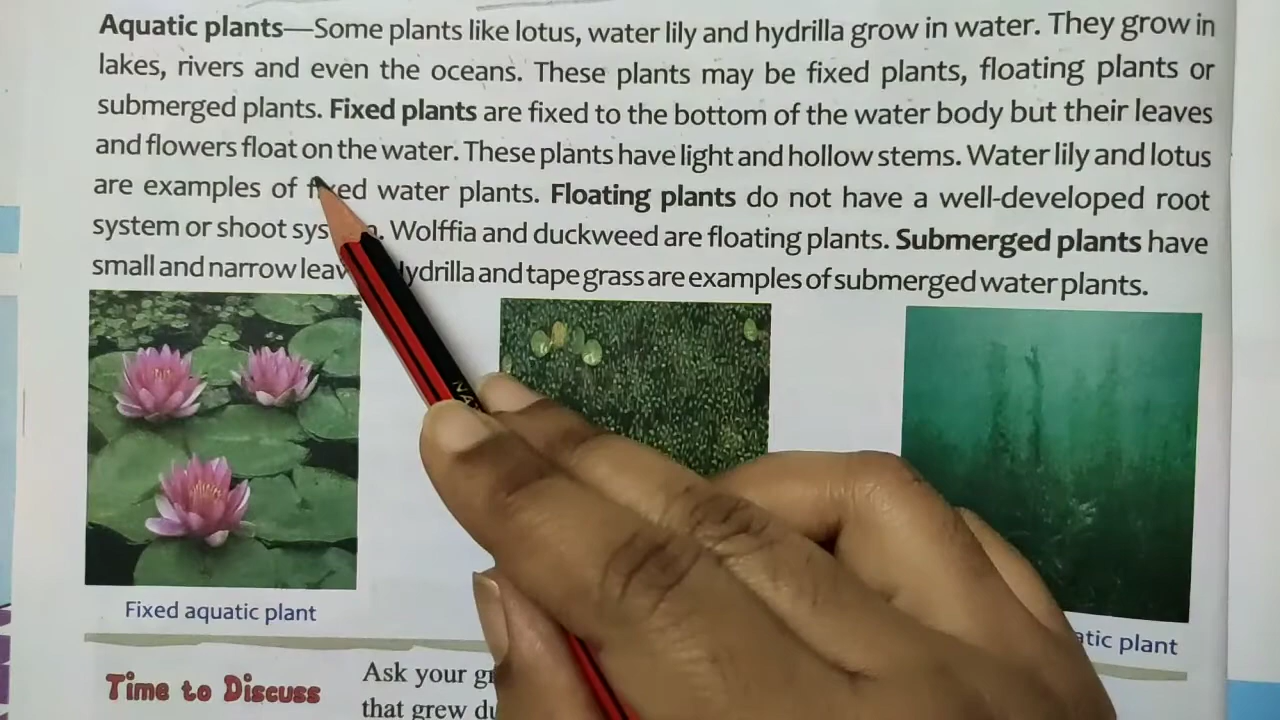 Aquatic plants—Some plants like lotus, water lily and hydrilla grow in water. They grow in
lakes, rivers and even the oceans. These plants may be fixed plants, floating plants or
submerged plants. Fixed plants are fixed to the bottom of the water body but their leaves
and flowers float on the water. These plants have light and hollow stems. Water lily and lotus
are examples of fixed water plants. Floating plants do not have a well-developed root
system or shoot Wolffia and duckweed are floating plants. Submerged plants have
small and narrow Hydrilla and tape grass are examples of submerged water plants.
Fixed aquatic plant
plant
Time to Discuss
Ask your
that grew